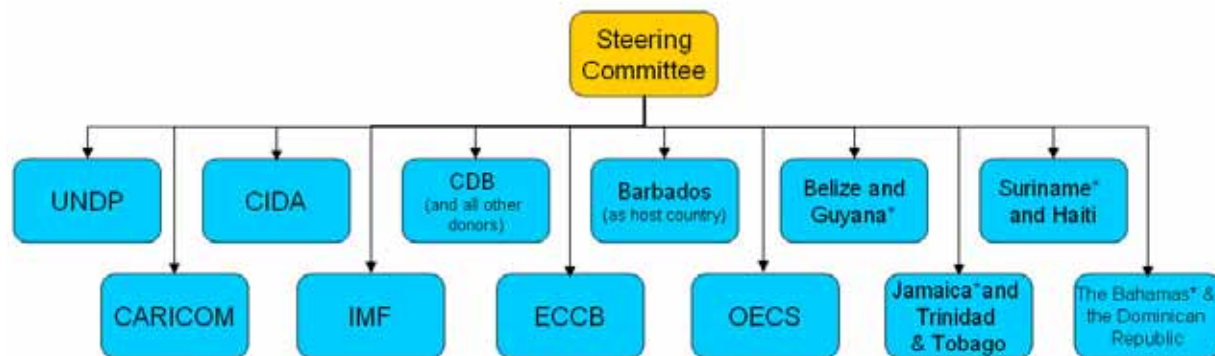 Steering
Committee
UNDP
CIDA
CDB
(and all other
donors)
Barbados
(as host country)
Belize and
Guyana*
Suriname*
and Haiti
CARICOM
IMF
ECCB
OECS
Jamaica*and
Trinidad
& Tobago
The Bahamas* &
the Dominican
Republic